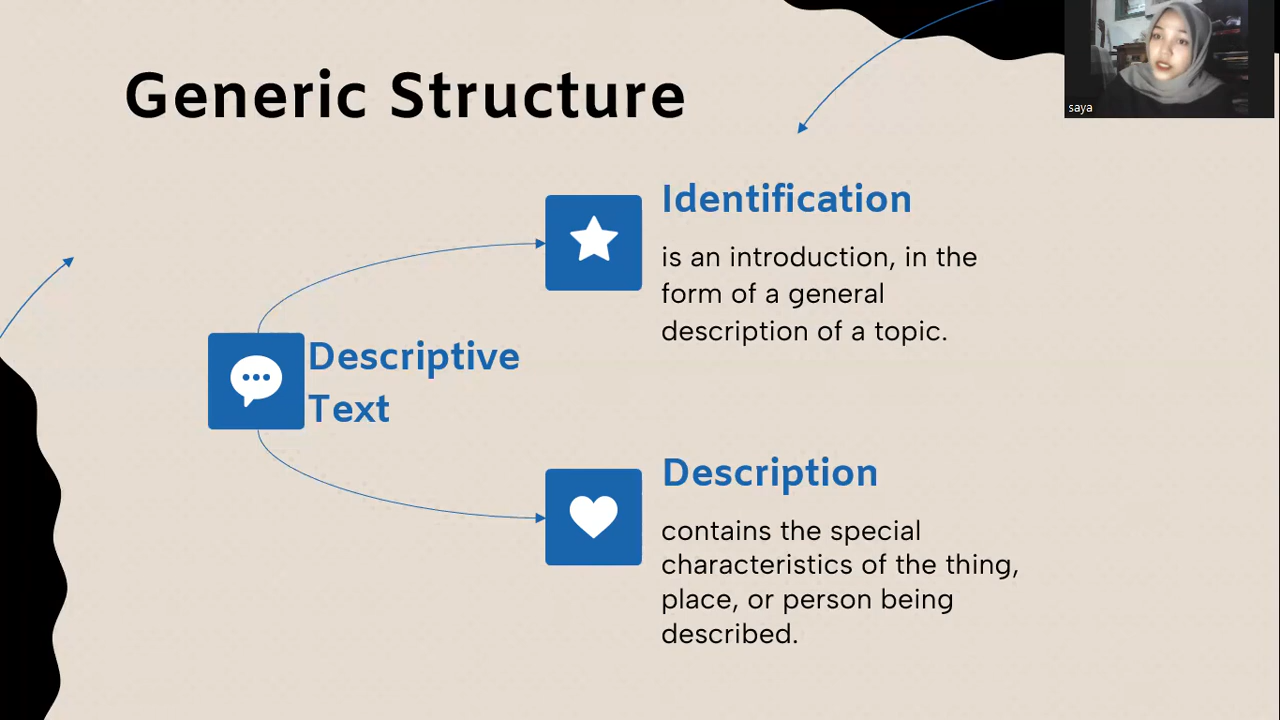 Generic Structure
saya
Identification
is an introduction, in the
form of a general
description of a topic.
Descriptive
Text
Description
contains the special
characteristics of the thing,
place, or person being
described.